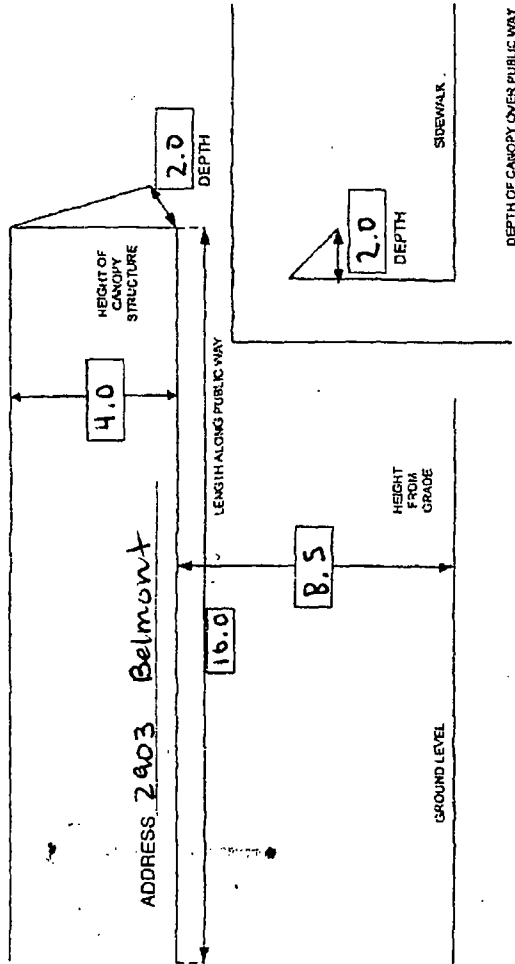 ADDRESS 2903 Belmont
4.0
HEIGHT OF
CANOPY
STRUCTURE
2.0
DEPTH
16.0
LENGTH ALONG PUBLIC WAY
8.5
HEIGHT
FROM
GRADE
GROUND LEVEL
2.0
DEPTH
SIDEWALK
DEPTH OF CANOPY OVER PUBLIC WAY